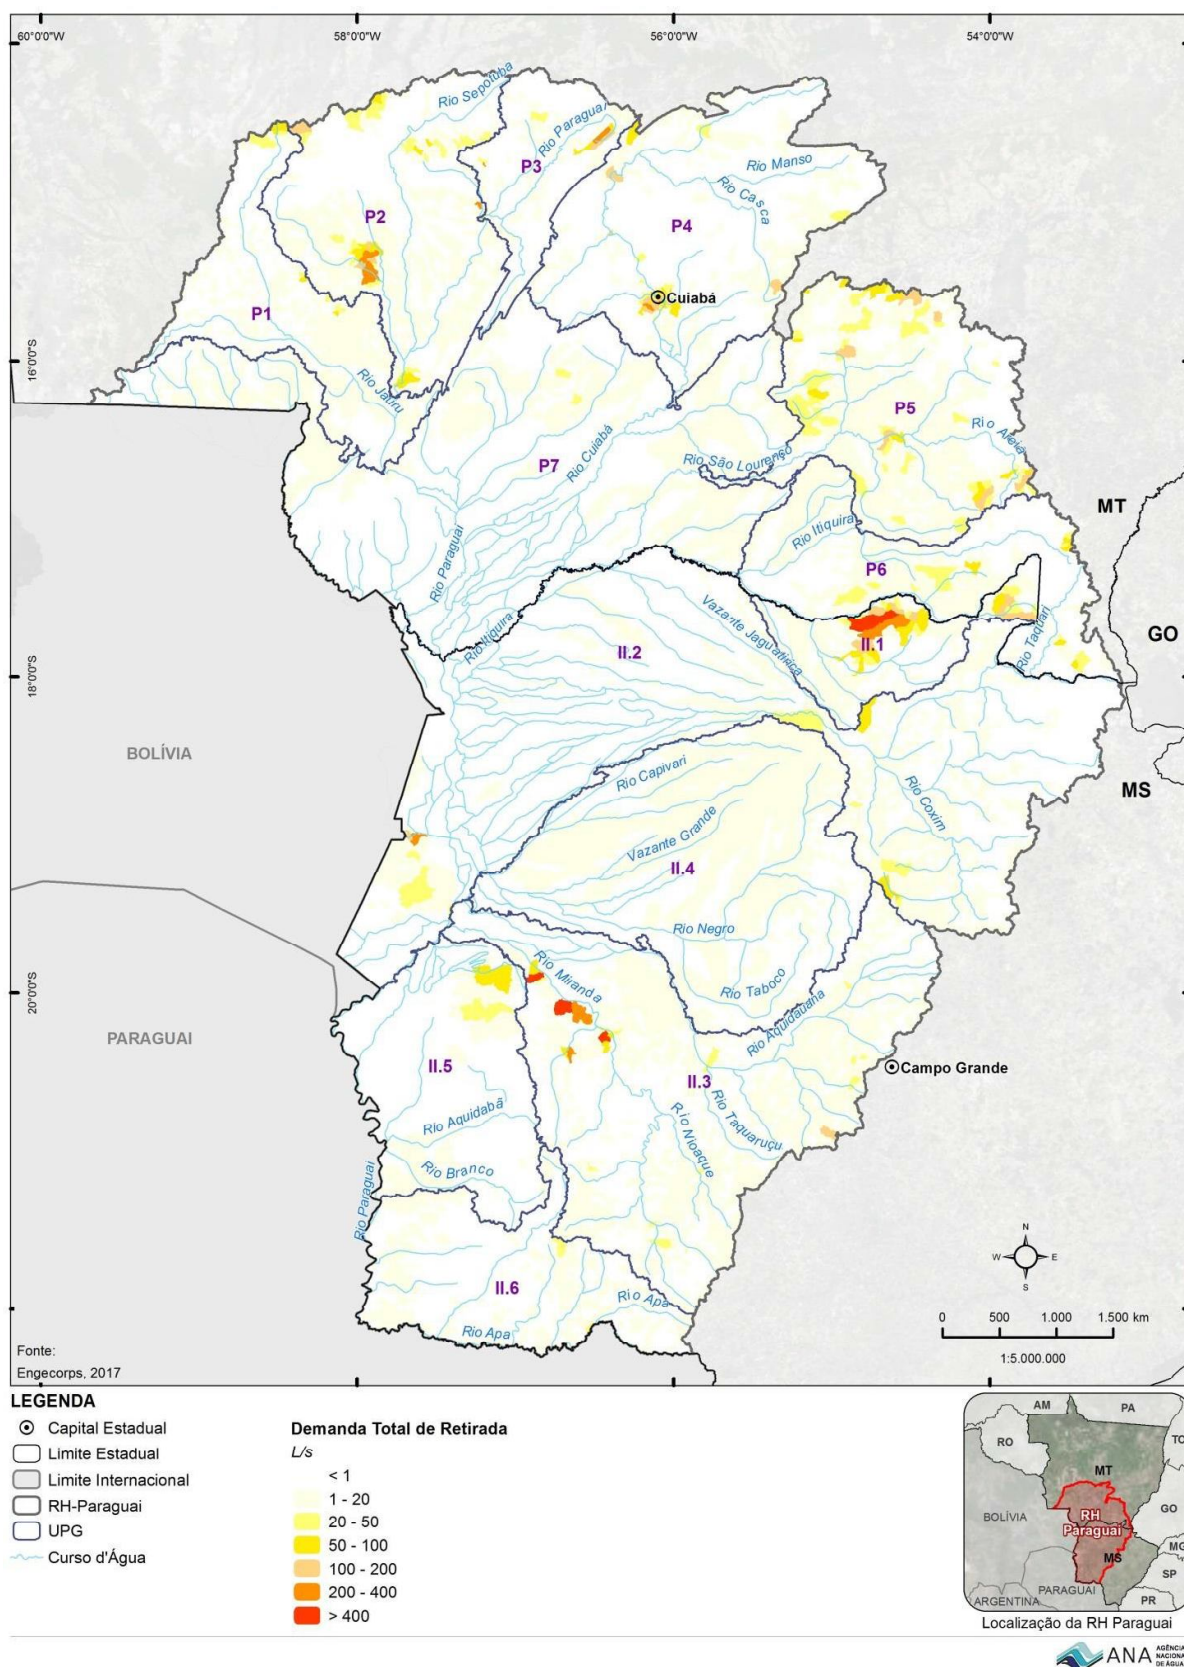 60°0'0"W
58°0'0"W
56°0'0"W
54°0'0"W
Rio Sepotuba
Rio Paraguai
P3
Rio Manso
Rio Casca
P2
P4
Cuiabá
P1
16°0'0"S
Rio Jauru
P5
Rio Areia
Rio Cuiabá
Rio São Lourenço
P7
MT
Rio Itiquira
Rio Paraguai
P6
Vazante Jaguatirica
Rio Itiquira
II.2
II.1
Rio Taquari
GO
18°0'0"S
BOLÍVIA
Rio Capivari
Rio Coxim
MS
Vazante Grande
II.4
Rio Negro
Rio Miranda
Rio Taboco
20°0'0"S
Rio Aquidauana
PARAGUAI
II.5
Campo Grande
II.3
Rio Aquidabã
Rio Nioaque
Rio Taquaruçu
Rio Branco
Rio Paraguai
N
W E
S
II.6
Rio Apa
Rio Apa
0 500 1.000 1.500 km
1:5.000.000
Fonte:
Engecorps, 2017
LEGENDA
Capital Estadual
Limite Estadual
Limite Internacional
RH-Paraguai
UPG
Curso d'Água
Demanda Total de Retirada
L/s
< 1
1 - 20
20 - 50
50 - 100
100 - 200
200 - 400
> 400
AM
PA
RO
TO
MT
BOLÍVIA
GO
RH
Paraguai
MG
MS
SP
PARAGUAI
ARGENTINA
PR
Localização da RH Paraguai
ANA
AGÊNCIA
NACIONAL
DE ÁGUAS